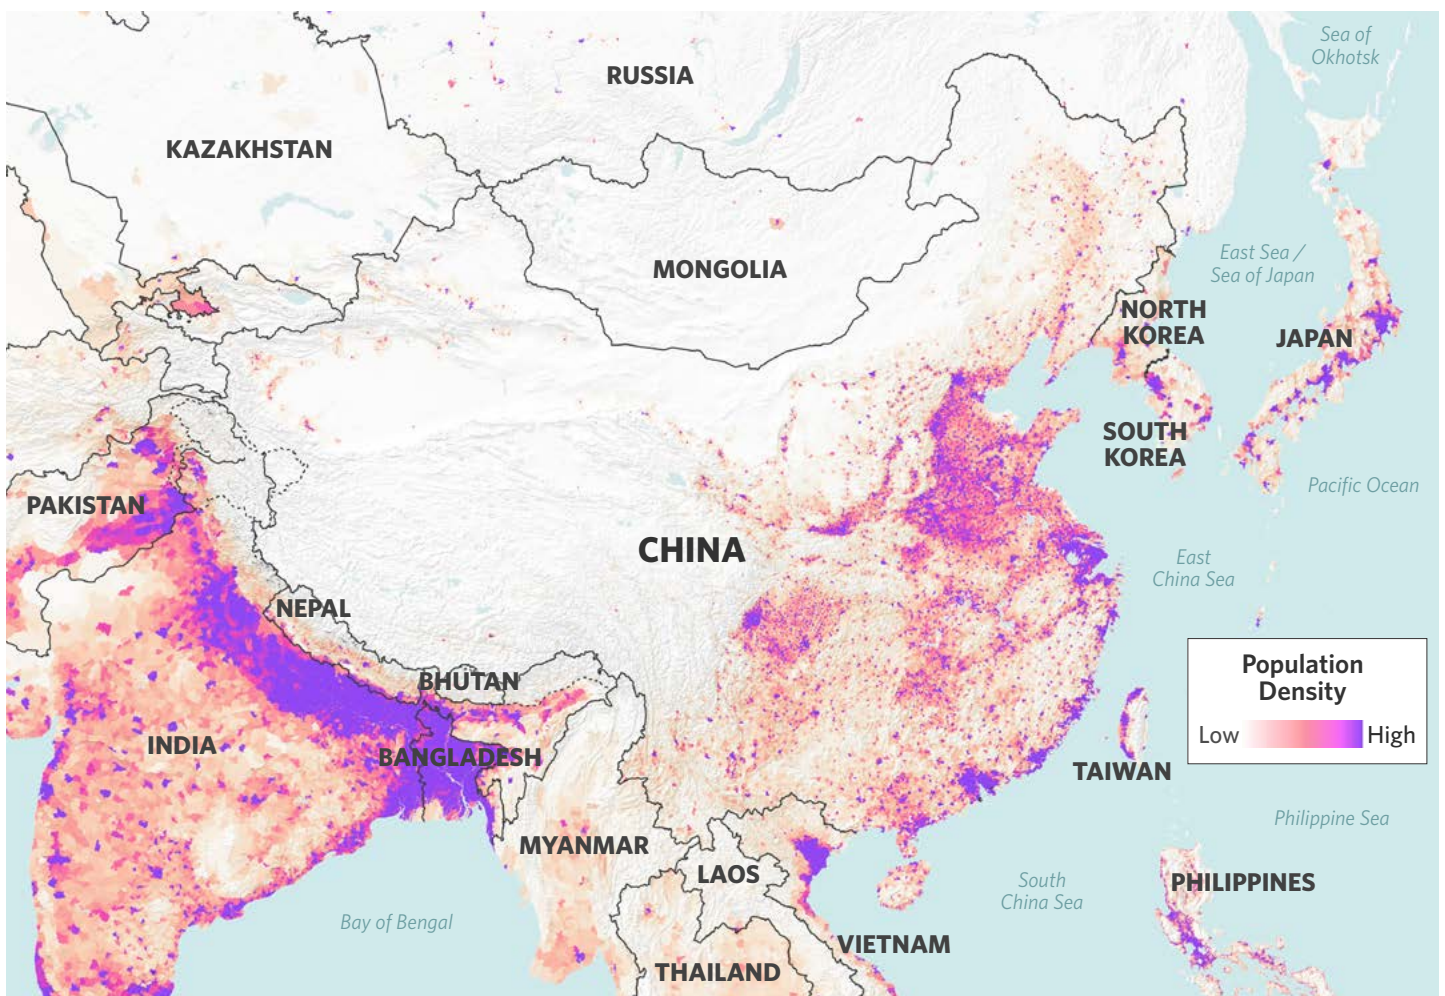 Sea of
Okhotsk
RUSSIA
KAZAKHSTAN
East Sea /
Sea of Japan
MONGOLIA
NORTH
KOREA
JAPAN
SOUTH
KOREA
Pacific Ocean
PAKISTAN
CHINA
East
China Sea
NEPAL
Population
Density
Low
High
BHUTAN
INDIA
BANGLADESH
TAIWAN
Philippine Sea
MYANMAR
LAOS
South
China Sea
PHILIPPINES
Bay of Bengal
VIETNAM
THAILAND